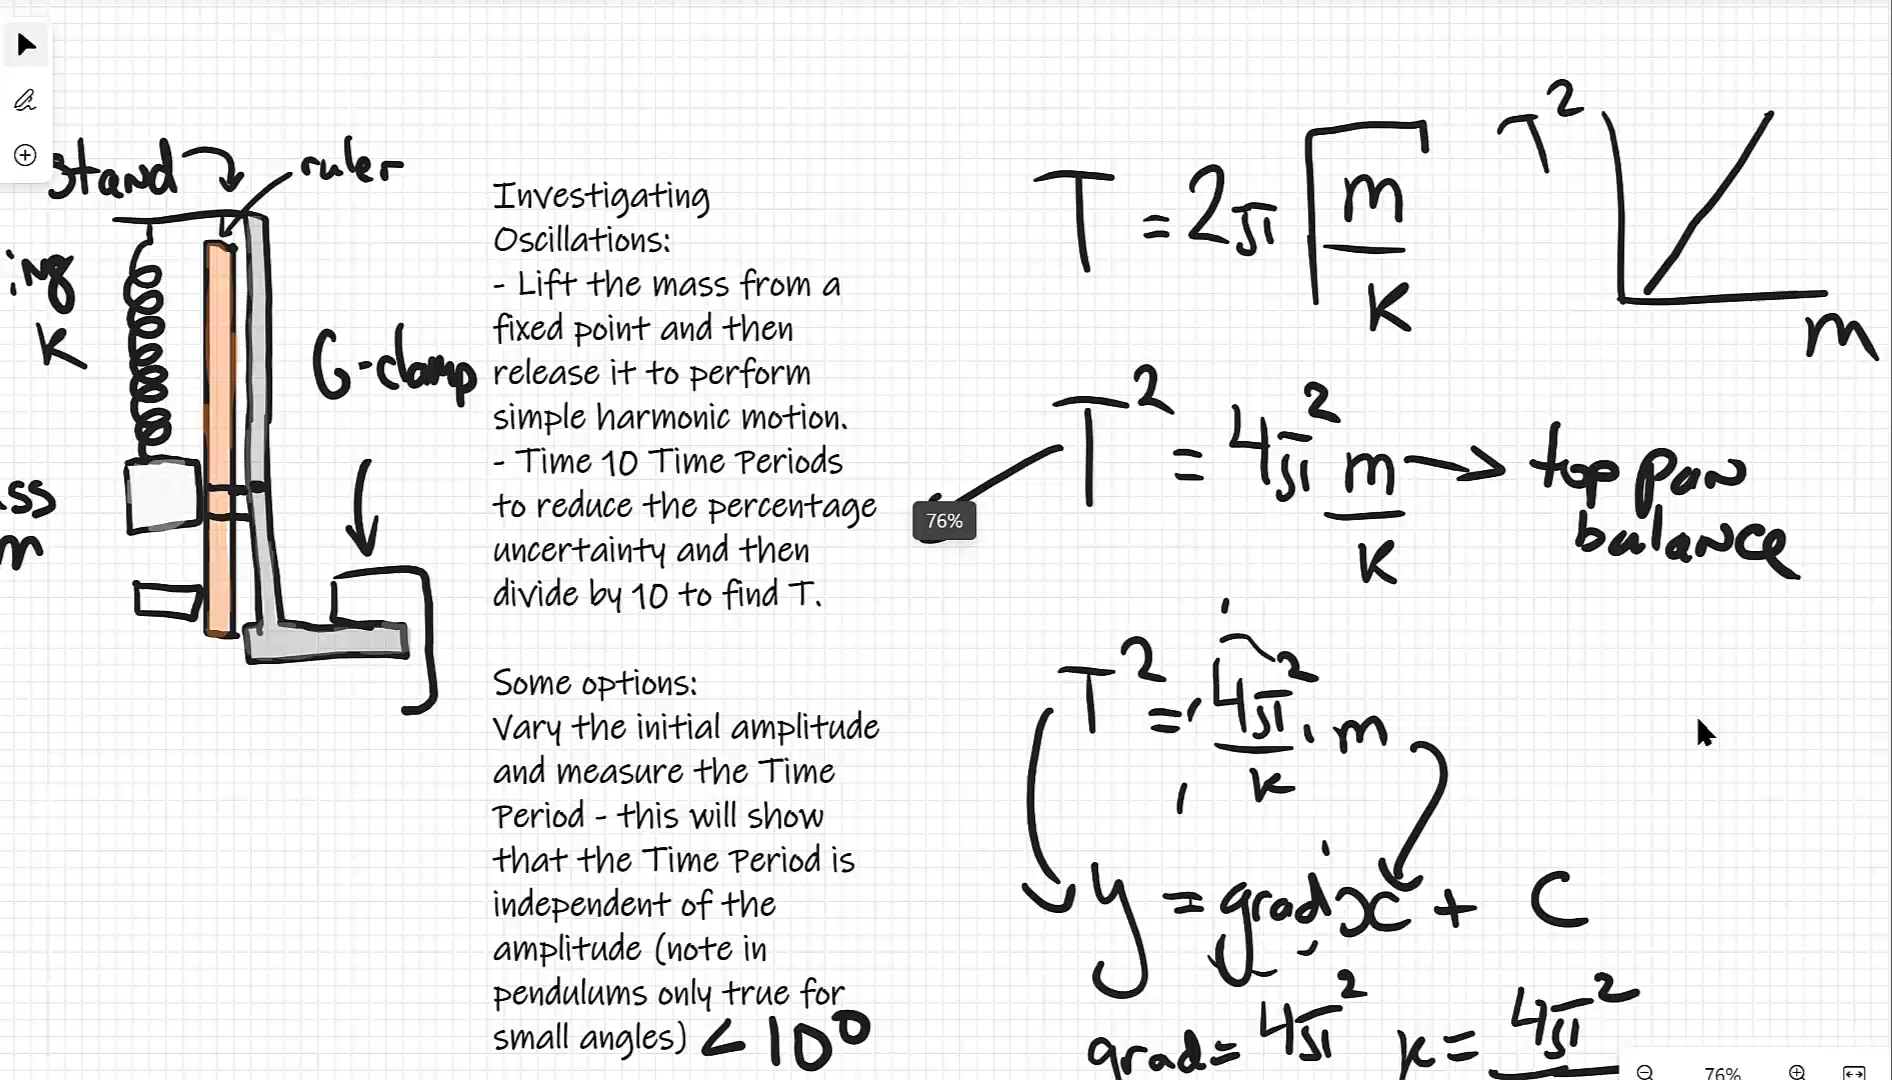 stand
ruler
ing
K
G-clamp
ss
m
Investigating
Oscillations:
- Lift the mass from a
fixed point and then
release it to perform
simple harmonic motion.
- Time 10 Time Periods
to reduce the percentage
uncertainty and then
divide by 10 to find T.
Some options:
Vary the initial amplitude
and measure the Time
Period - this will show
that the Time Period is
independent of the
amplitude (note in
pendulums only true for
small angles) < 10°
T = 2π √(m/K)
T²
m
T² = 4π² m/K → top pan
balance
76%
T² = 4π²/K m
y = grad x + C
grad = 4π² K = 4π²
76%